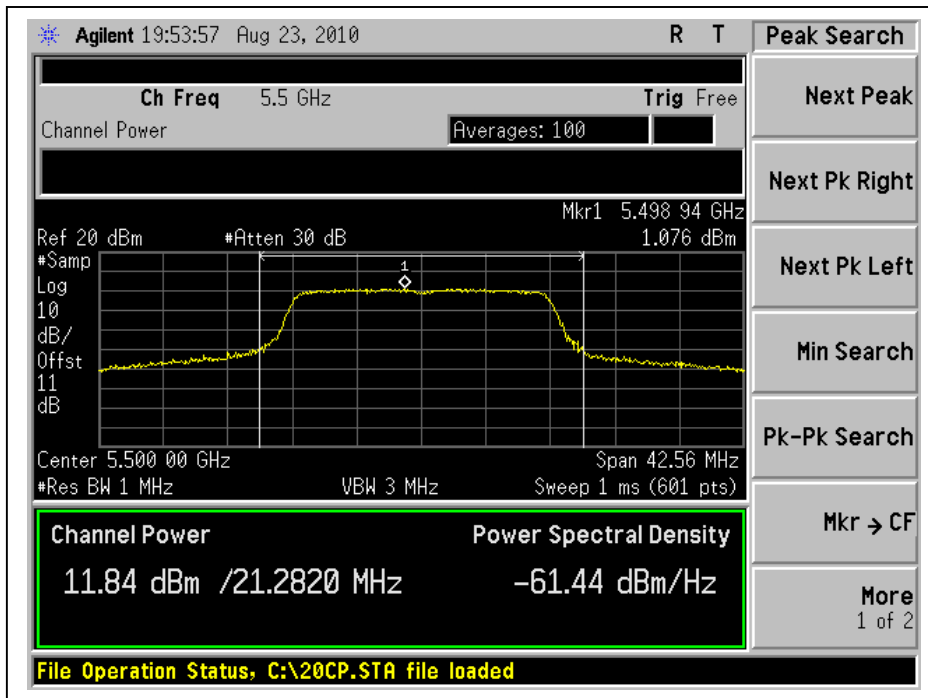 Agilent 19:53:57 Aug 23, 2010 R T
Peak Search
Ch Freq 5.5 GHz Trig Free
Channel Power Averages: 100
Mkr1 5.498 94 GHz
Ref 20 dBm #Atten 30 dB 1.076 dBm
#Samp
Log
10
dB/
Offst
11
dB
1
Center 5.500 00 GHz Span 42.56 MHz
#Res BW 1 MHz VBW 3 MHz Sweep 1 ms (601 pts)
Channel Power Power Spectral Density
11.84 dBm /21.2820 MHz -61.44 dBm/Hz
File Operation Status, C:\20CP.STA file loaded
Next Peak
Next Pk Right
Next Pk Left
Min Search
Pk-Pk Search
Mkr → CF
More
1 of 2